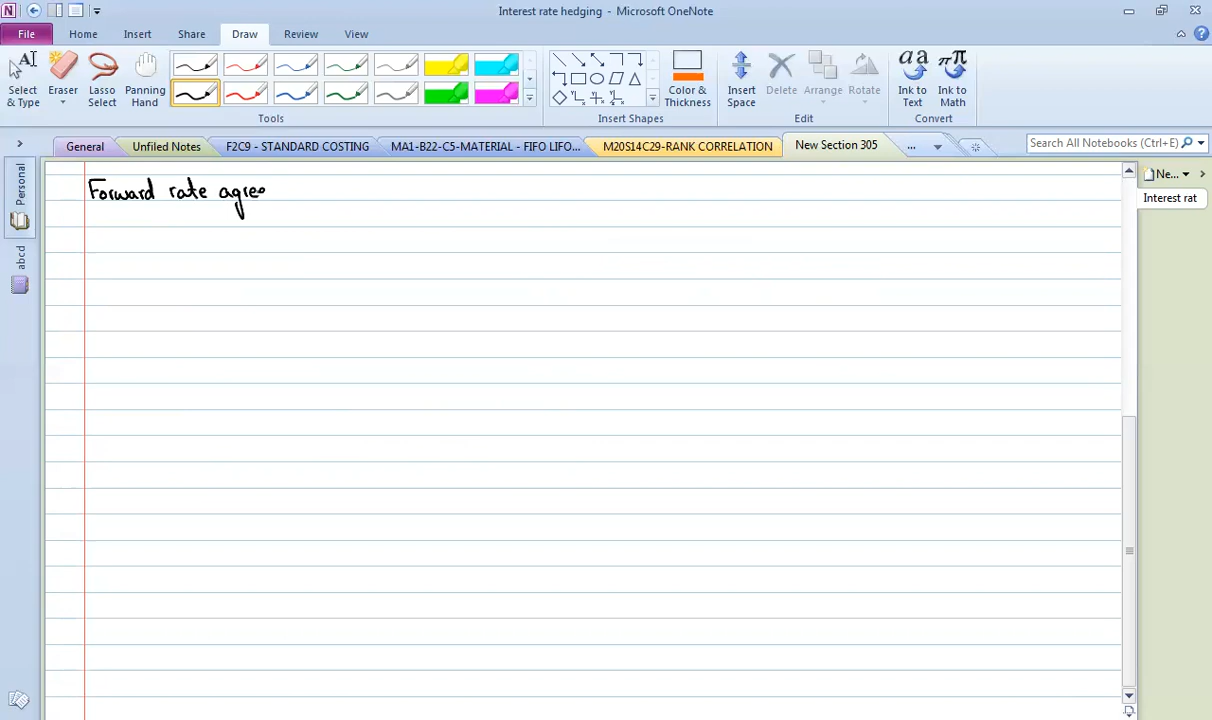 Interest rate hedging - Microsoft OneNote
File Home Insert Share Draw Review View
Select & Type
Eraser
Lasso Select
Panning Hand
Color & Thickness
Insert Space
Delete
Arrange
Rotate
Ink to Text
Ink to Math
Tools Insert Shapes Edit Convert
General Unfiled Notes F2C9 - STANDARD COSTING MA1-B22-C5-MATERIAL - FIFO LIFO... M20S14C29-RANK CORRELATION New Section 305 ... Search All Notebooks (Ctrl+E)
Personal
abcd
Ne...
Interest rat
Forward rate agree